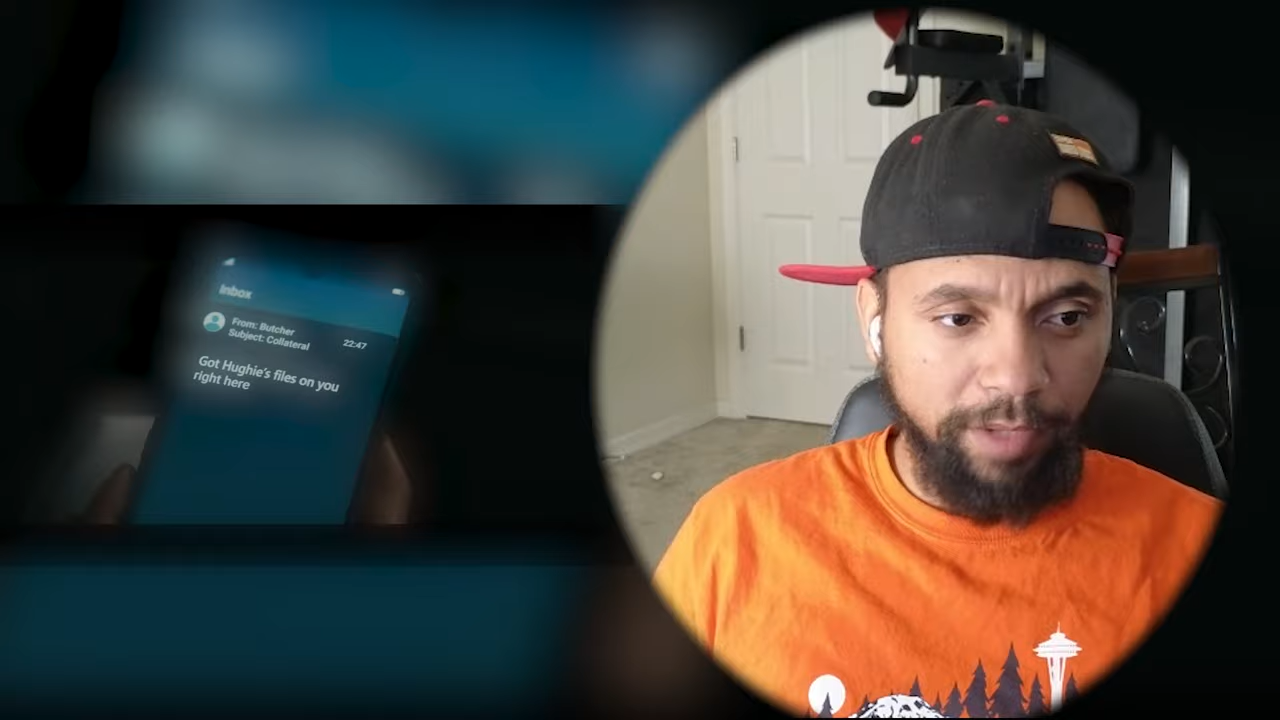 Inbox
From: Butcher
Subject: Collateral
22:47
Got Hughie's files on you
right here